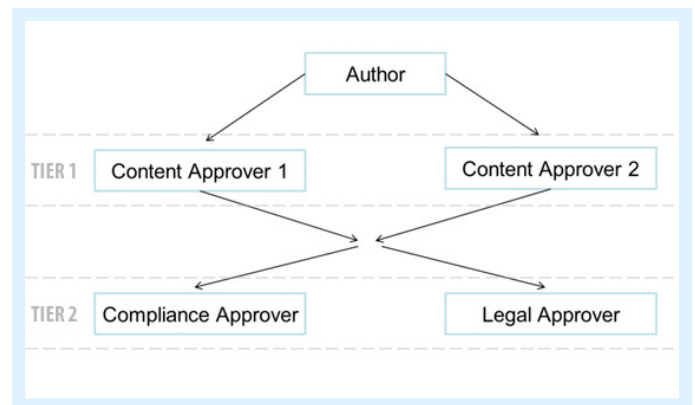 Author
TIER 1
Content Approver 1
Content Approver 2
TIER 2
Compliance Approver
Legal Approver